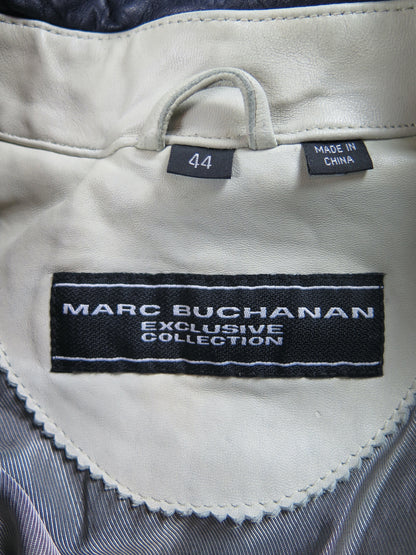 44
MADE IN
CHINA
MARC BUCHANAN
EXCLUSIVE
COLLECTION